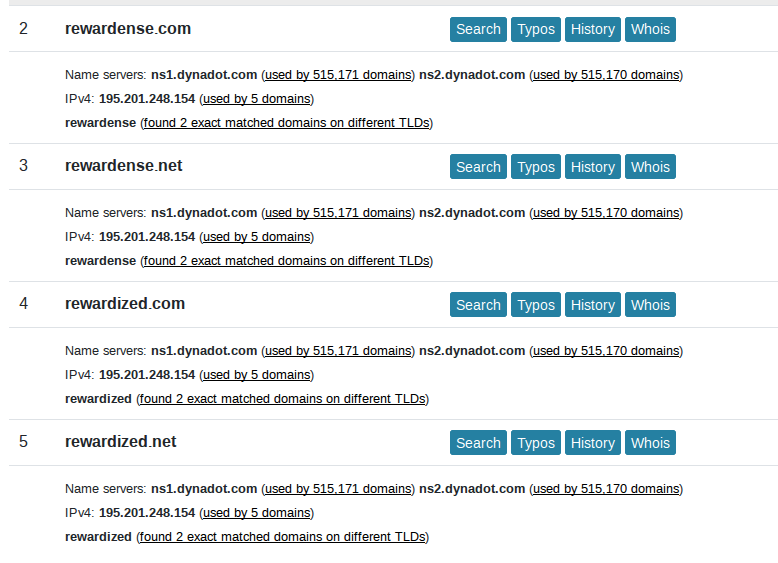 2 rewardense.com Search Typos History Whois
Name servers: ns1.dynadot.com (used by 515,171 domains) ns2.dynadot.com (used by 515,170 domains)
IPv4: 195.201.248.154 (used by 5 domains)
rewardense (found 2 exact matched domains on different TLDs)
3 rewardense.net Search Typos History Whois
Name servers: ns1.dynadot.com (used by 515,171 domains) ns2.dynadot.com (used by 515,170 domains)
IPv4: 195.201.248.154 (used by 5 domains)
rewardense (found 2 exact matched domains on different TLDs)
4 rewardized.com Search Typos History Whois
Name servers: ns1.dynadot.com (used by 515,171 domains) ns2.dynadot.com (used by 515,170 domains)
IPv4: 195.201.248.154 (used by 5 domains)
rewardized (found 2 exact matched domains on different TLDs)
5 rewardized.net Search Typos History Whois
Name servers: ns1.dynadot.com (used by 515,171 domains) ns2.dynadot.com (used by 515,170 domains)
IPv4: 195.201.248.154 (used by 5 domains)
rewardized (found 2 exact matched domains on different TLDs)